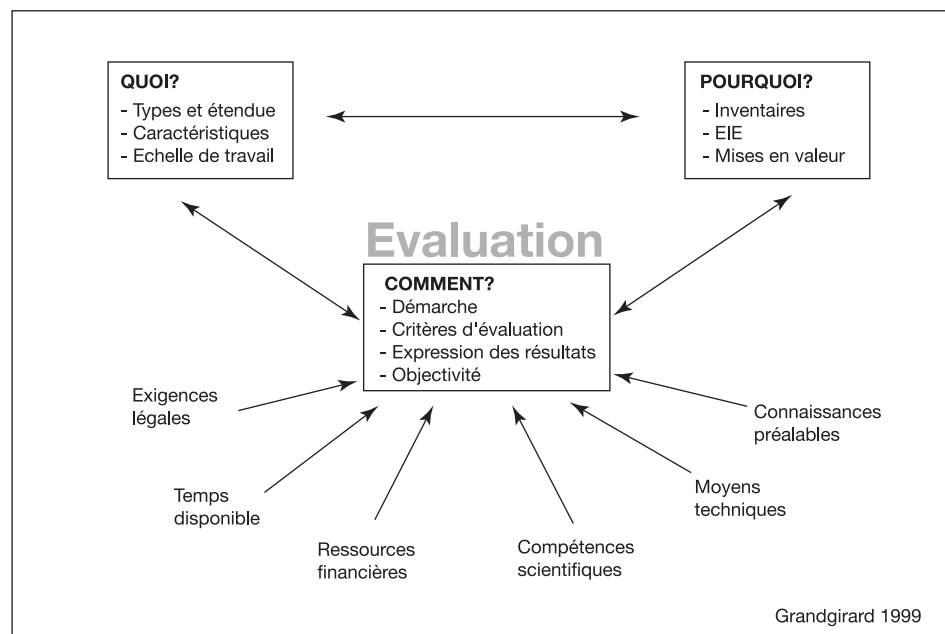 QUOI?
- Types et étendue
- Caractéristiques
- Echelle de travail
POURQUOI?
- Inventaires
- EIE
- Mises en valeur
Evaluation
COMMENT?
- Démarche
- Critères d'évaluation
- Expression des résultats
- Objectivité
Exigences
légales
Temps
disponible
Ressources
financières
Compétences
scientifiques
Moyens
techniques
Connaissances
préalables
Grandgirard 1999